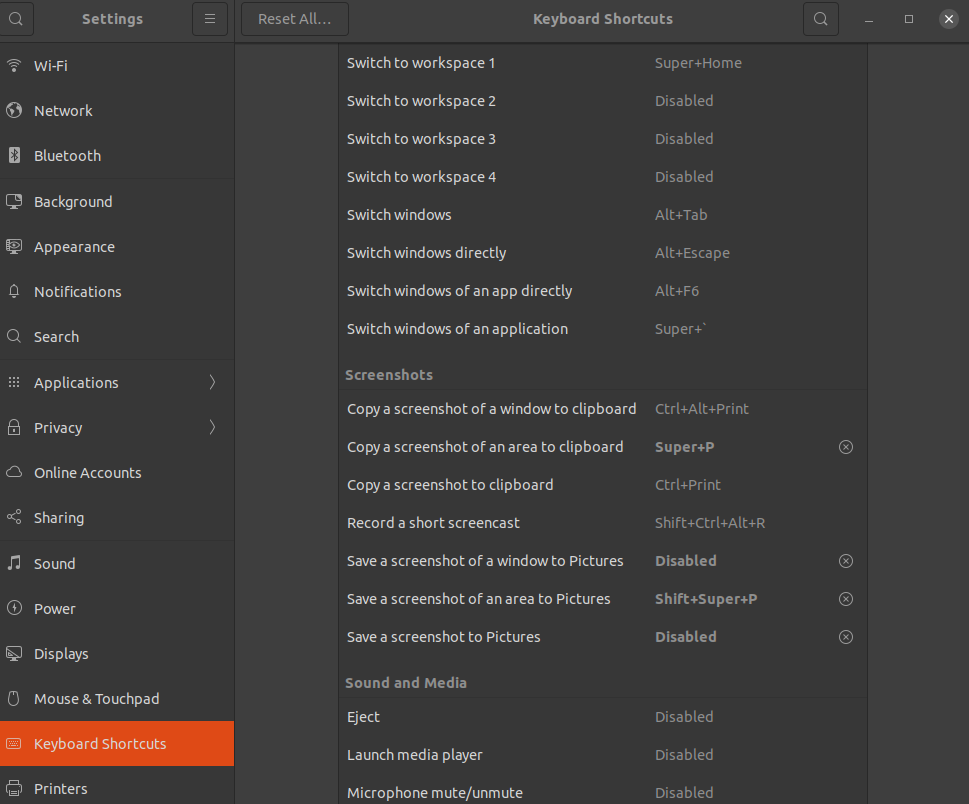 Settings
Reset All...
Keyboard Shortcuts
Wi-Fi
Network
Bluetooth
Background
Appearance
Notifications
Search
Applications
Privacy
Online Accounts
Sharing
Sound
Power
Displays
Mouse & Touchpad
Keyboard Shortcuts
Printers
Switch to workspace 1 Super+Home
Switch to workspace 2 Disabled
Switch to workspace 3 Disabled
Switch to workspace 4 Disabled
Switch windows Alt+Tab
Switch windows directly Alt+Escape
Switch windows of an app directly Alt+F6
Switch windows of an application Super+`
Screenshots
Copy a screenshot of a window to clipboard Ctrl+Alt+Print
Copy a screenshot of an area to clipboard Super+P
Copy a screenshot to clipboard Ctrl+Print
Record a short screencast Shift+Ctrl+Alt+R
Save a screenshot of a window to Pictures Disabled
Save a screenshot of an area to Pictures Shift+Super+P
Save a screenshot to Pictures Disabled
Sound and Media
Eject Disabled
Launch media player Disabled
Microphone mute/unmute Disabled